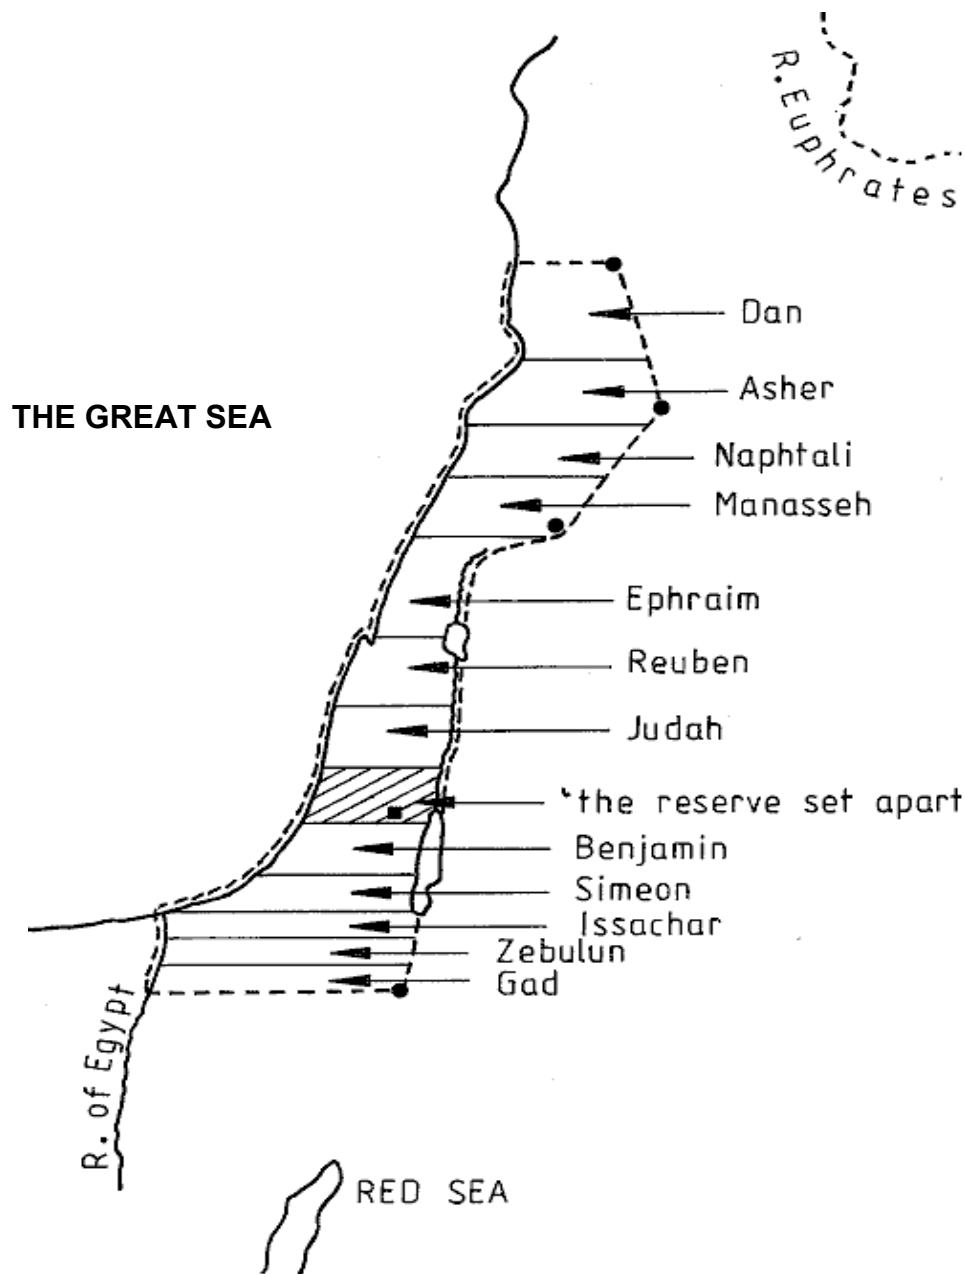 R. Euphrates
Dan
Asher
THE GREAT SEA
Naphtali
Manasseh
Ephraim
Reuben
Judah
'the reserve set apart
Benjamin
Simeon
Issachar
Zebulun
Gad
R. of Egypt
RED SEA